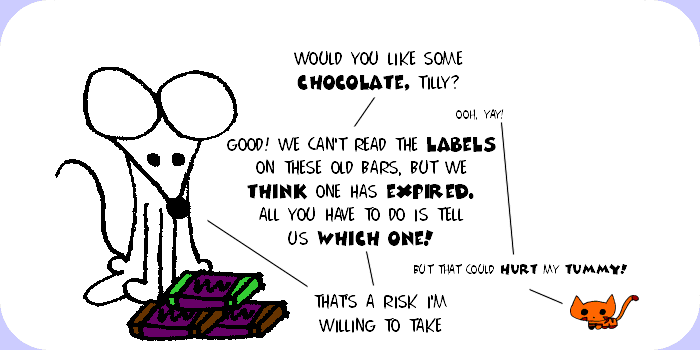 WOULD YOU LIKE SOME
CHOCOLATE, TILLY?
OOH, YAY!
GOOD! WE CAN'T READ THE LABELS
ON THESE OLD BARS, BUT WE
THINK ONE HAS EXPIRED.
ALL YOU HAVE TO DO IS TELL
US WHICH ONE!
BUT THAT COULD HURT MY TUMMY!
THAT'S A RISK I'M
WILLING TO TAKE